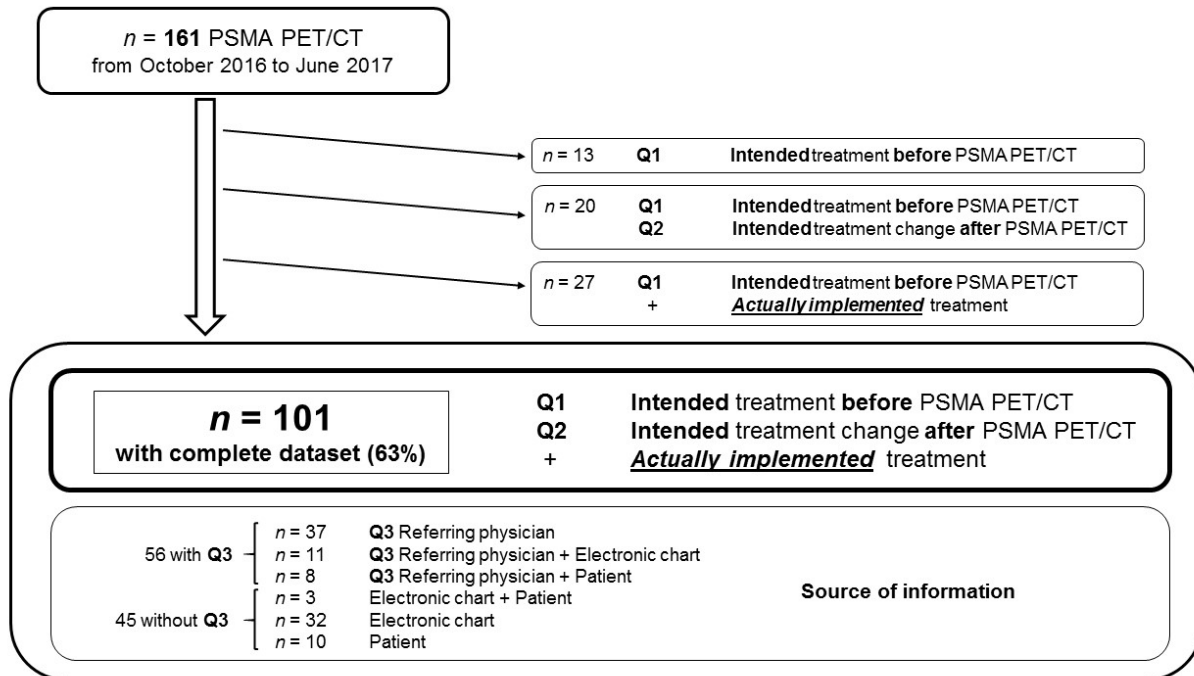 n = 161 PSMA PET/CT
from October 2016 to June 2017
n = 13 Q1 Intended treatment before PSMA PET/CT
n = 20 Q1 Intended treatment before PSMA PET/CT
Q2 Intended treatment change after PSMA PET/CT
n = 27 Q1 Intended treatment before PSMA PET/CT
+ Actually implemented treatment
n = 101
with complete dataset (63%)
Q1 Intended treatment before PSMA PET/CT
Q2 Intended treatment change after PSMA PET/CT
+ Actually implemented treatment
56 with Q3
n = 37 Q3 Referring physician
n = 11 Q3 Referring physician + Electronic chart
n = 8 Q3 Referring physician + Patient
45 without Q3
n = 3 Electronic chart + Patient
n = 32 Electronic chart
n = 10 Patient
Source of information